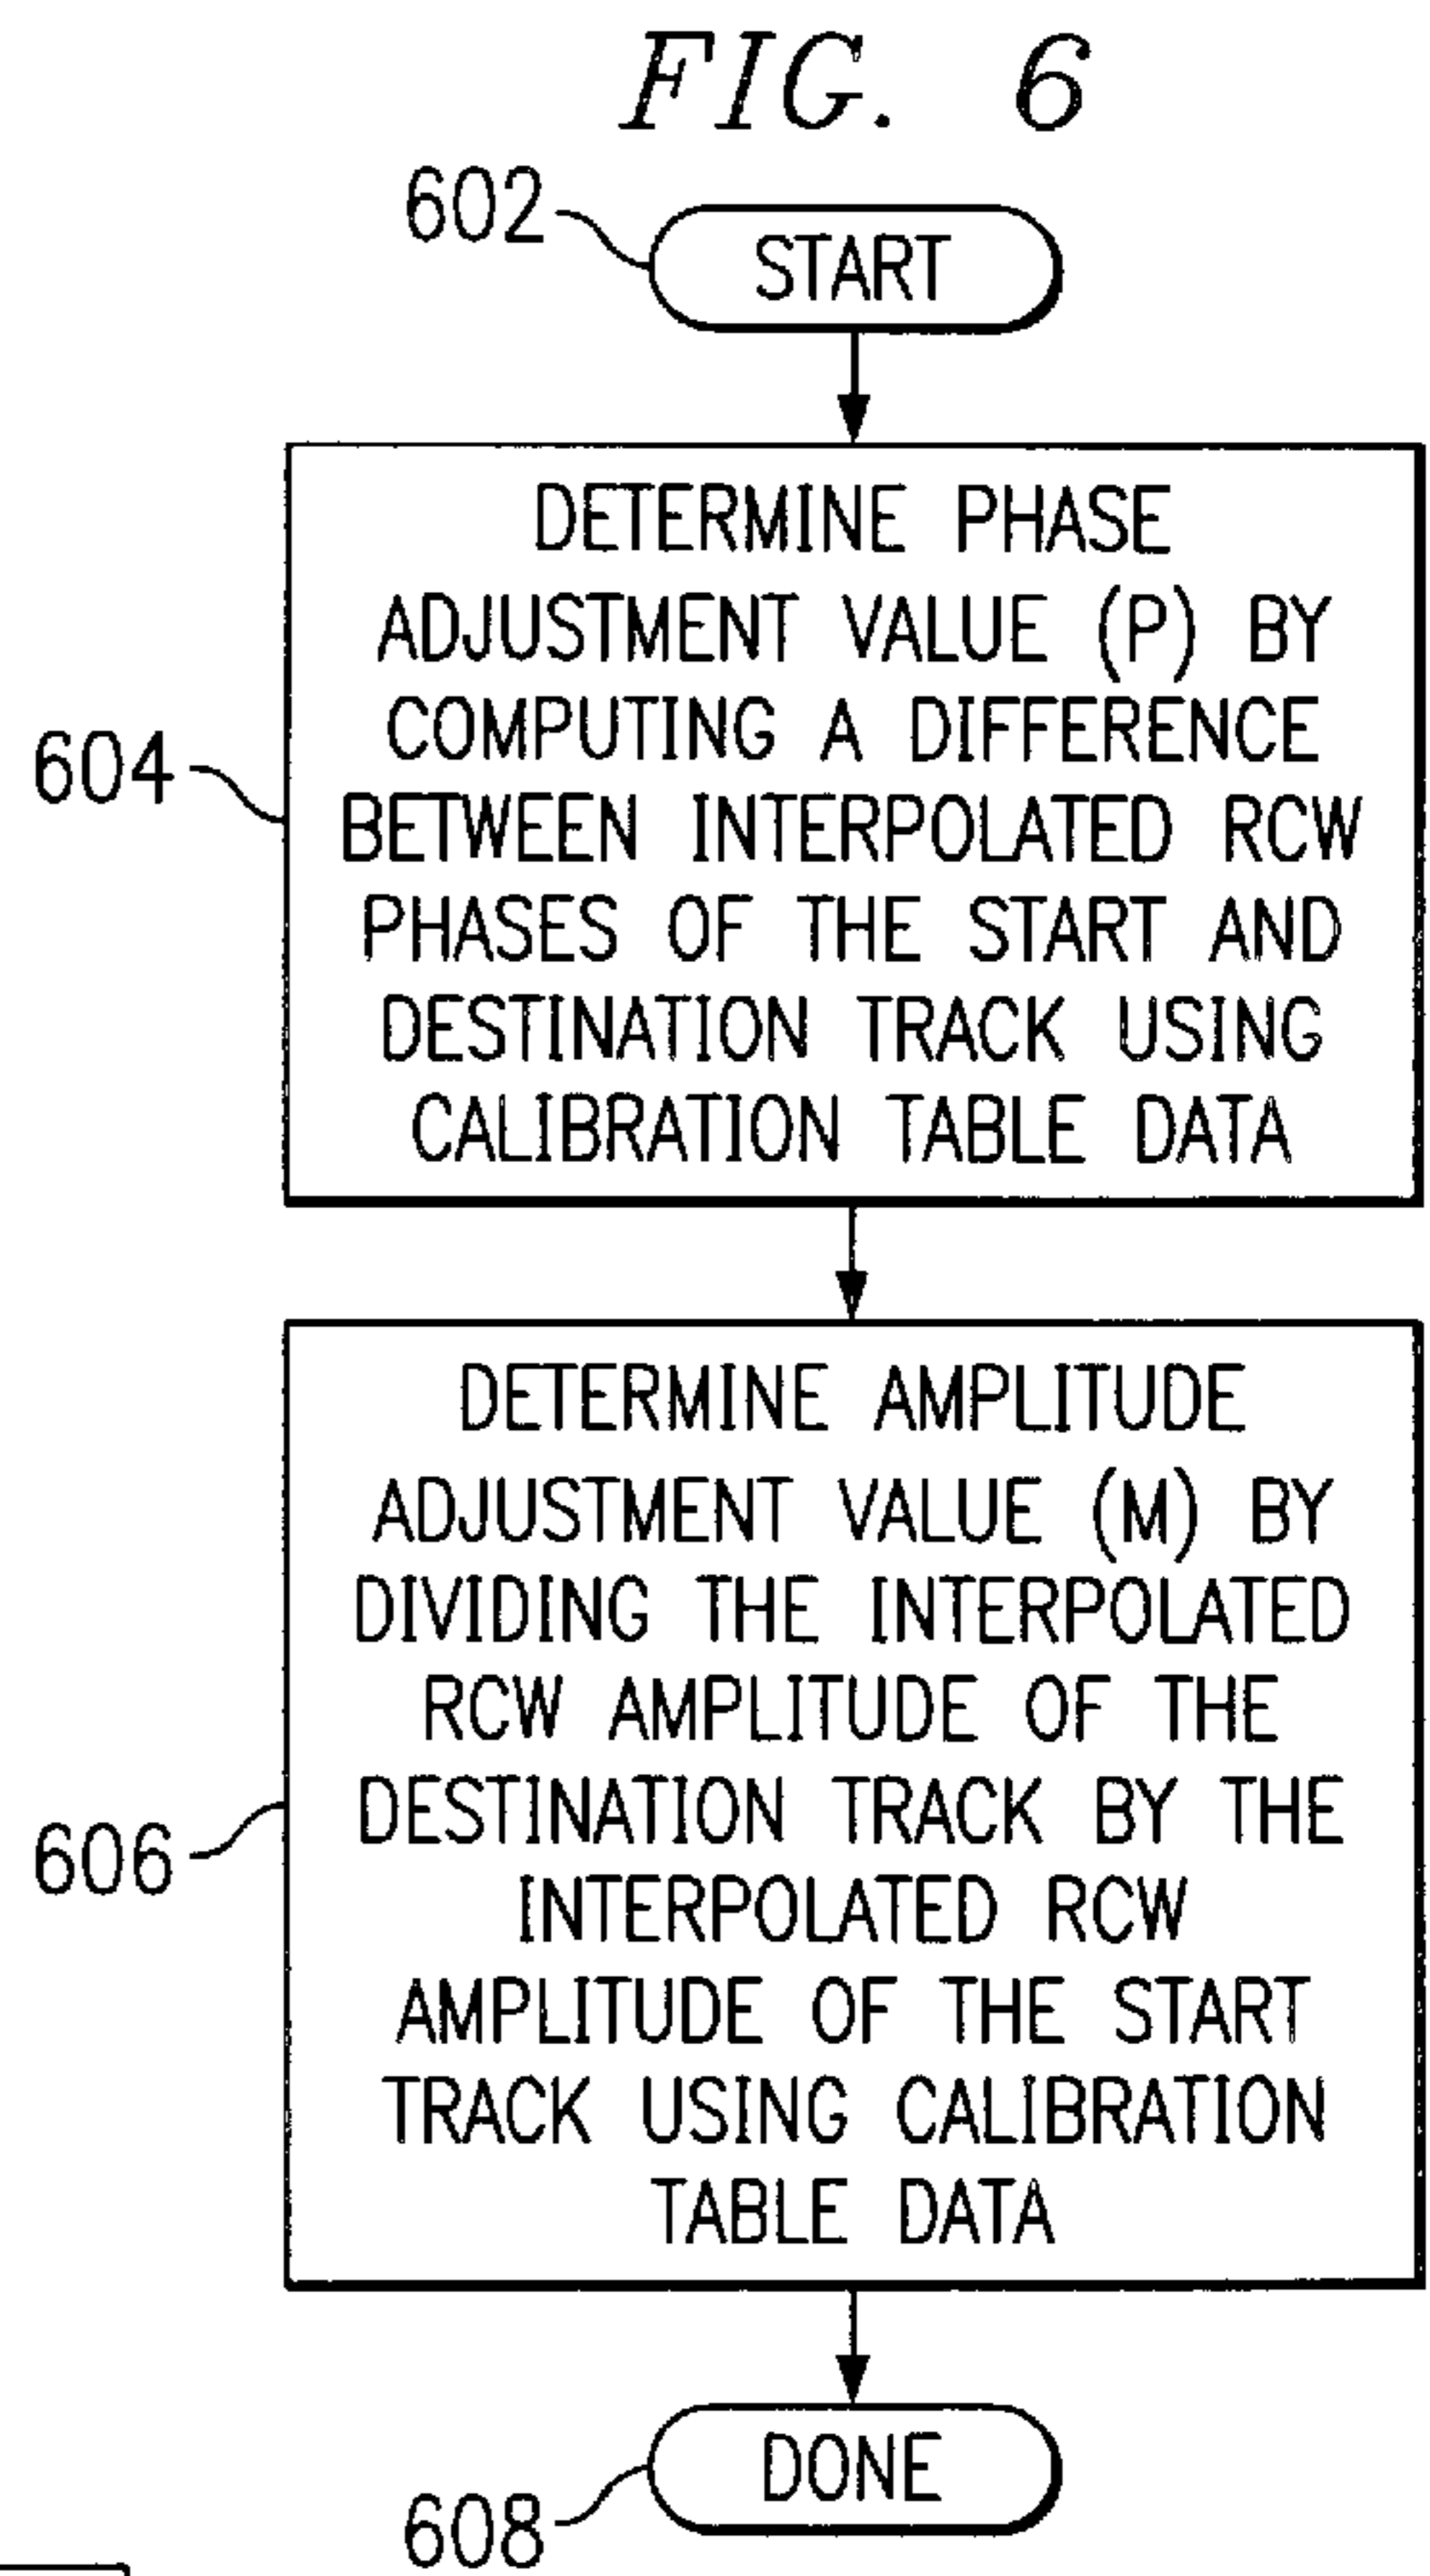 FIG. 6
602
START
604
DETERMINE PHASE
ADJUSTMENT VALUE (P) BY
COMPUTING A DIFFERENCE
BETWEEN INTERPOLATED RCW
PHASES OF THE START AND
DESTINATION TRACK USING
CALIBRATION TABLE DATA
606
DETERMINE AMPLITUDE
ADJUSTMENT VALUE (M) BY
DIVIDING THE INTERPOLATED
RCW AMPLITUDE OF THE
DESTINATION TRACK BY THE
INTERPOLATED RCW
AMPLITUDE OF THE START
TRACK USING CALIBRATION
TABLE DATA
608
DONE